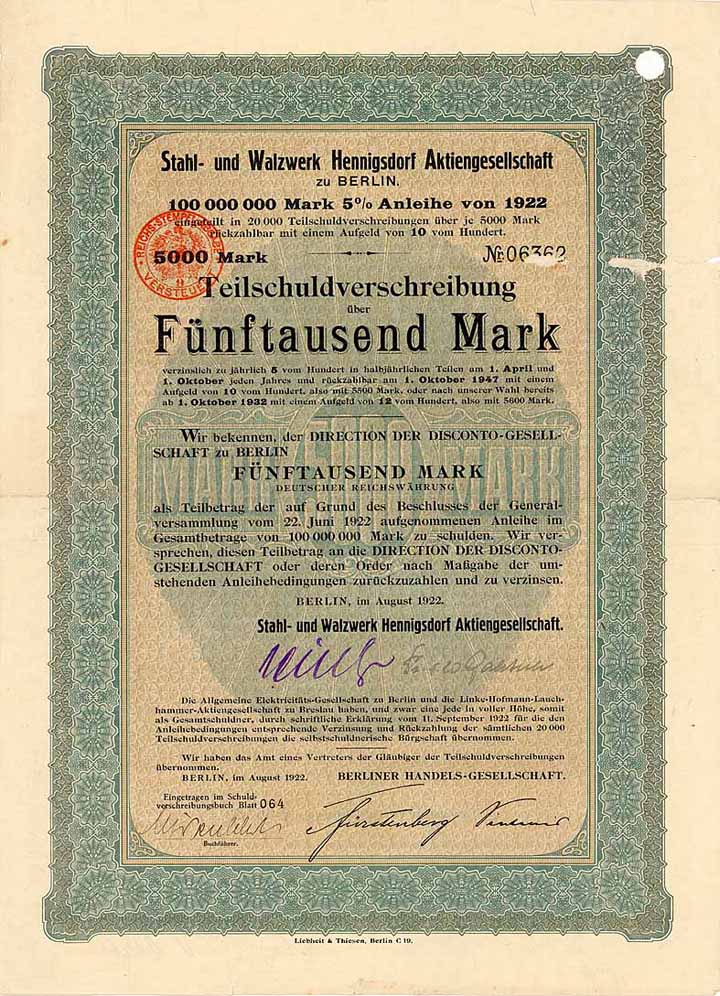 Stahl- und Walzwerk Hennigsdorf Aktiengesellschaft
zu BERLIN.
100 000 000 Mark 5% Anleihe von 1922
eingeteilt in 20 000 Teilschuldverschreibungen über je 5000 Mark
rückzahlbar mit einem Aufgeld von 10 vom Hundert.
REICHS-STEMPELABGABE
VERSTEUERT
5000 Mark № 06362
Teilschuldverschreibung
über
Fünftausend Mark
verzinslich zu jährlich 5 vom Hundert in halbjährlichen Teilen am 1. April und
1. Oktober jeden Jahres und rückzahlbar am 1. Oktober 1947 mit einem
Aufgeld von 10 vom Hundert, also mit 5500 Mark, oder nach unserer Wahl bereits
ab 1. Oktober 1932 mit einem Aufgeld von 12 vom Hundert, also mit 5600 Mark.
5000
MARK MARK
Wir bekennen, der DIRECTION DER DISCONTO-GESELL-
SCHAFT zu BERLIN
FÜNFTAUSEND MARK
DEUTSCHER REICHSWÄHRUNG
als Teilbetrag der auf Grund des Beschlusses der General-
versammlung vom 22. Juni 1922 aufgenommenen Anleihe im
Gesamtbetrage von 100 000 000 Mark zu schulden. Wir ver-
sprechen, diesen Teilbetrag an die DIRECTION DER DISCONTO-
GESELLSCHAFT oder deren Order nach Maßgabe der um-
stehenden Anleihebedingungen zurückzuzahlen und zu verzinsen.
BERLIN, im August 1922.
Stahl- und Walzwerk Hennigsdorf Aktiengesellschaft.
Die Allgemeine Elektricitäts-Gesellschaft zu Berlin und die Linke-Hofmann-Lauch-
hammer-Aktiengesellschaft zu Breslau haben, und zwar eine jede in voller Höhe, somit
als Gesamtschuldner, durch schriftliche Erklärung vom 11. September 1922 für die den
Anleihebedingungen entsprechende Verzinsung und Rückzahlung der sämtlichen 20 000
Teilschuldverschreibungen die selbstschuldnerische Bürgschaft übernommen.
Wir haben das Amt eines Vertreters der Gläubiger der Teilschuldverschreibungen
übernommen.
BERLIN, im August 1922. BERLINER HANDELS-GESELLSCHAFT.
Eingetragen im Schuld-
verschreibungsbuch Blatt 064
Fürstenberg
Buchführer.
Liebheit & Thiesen, Berlin C 19.